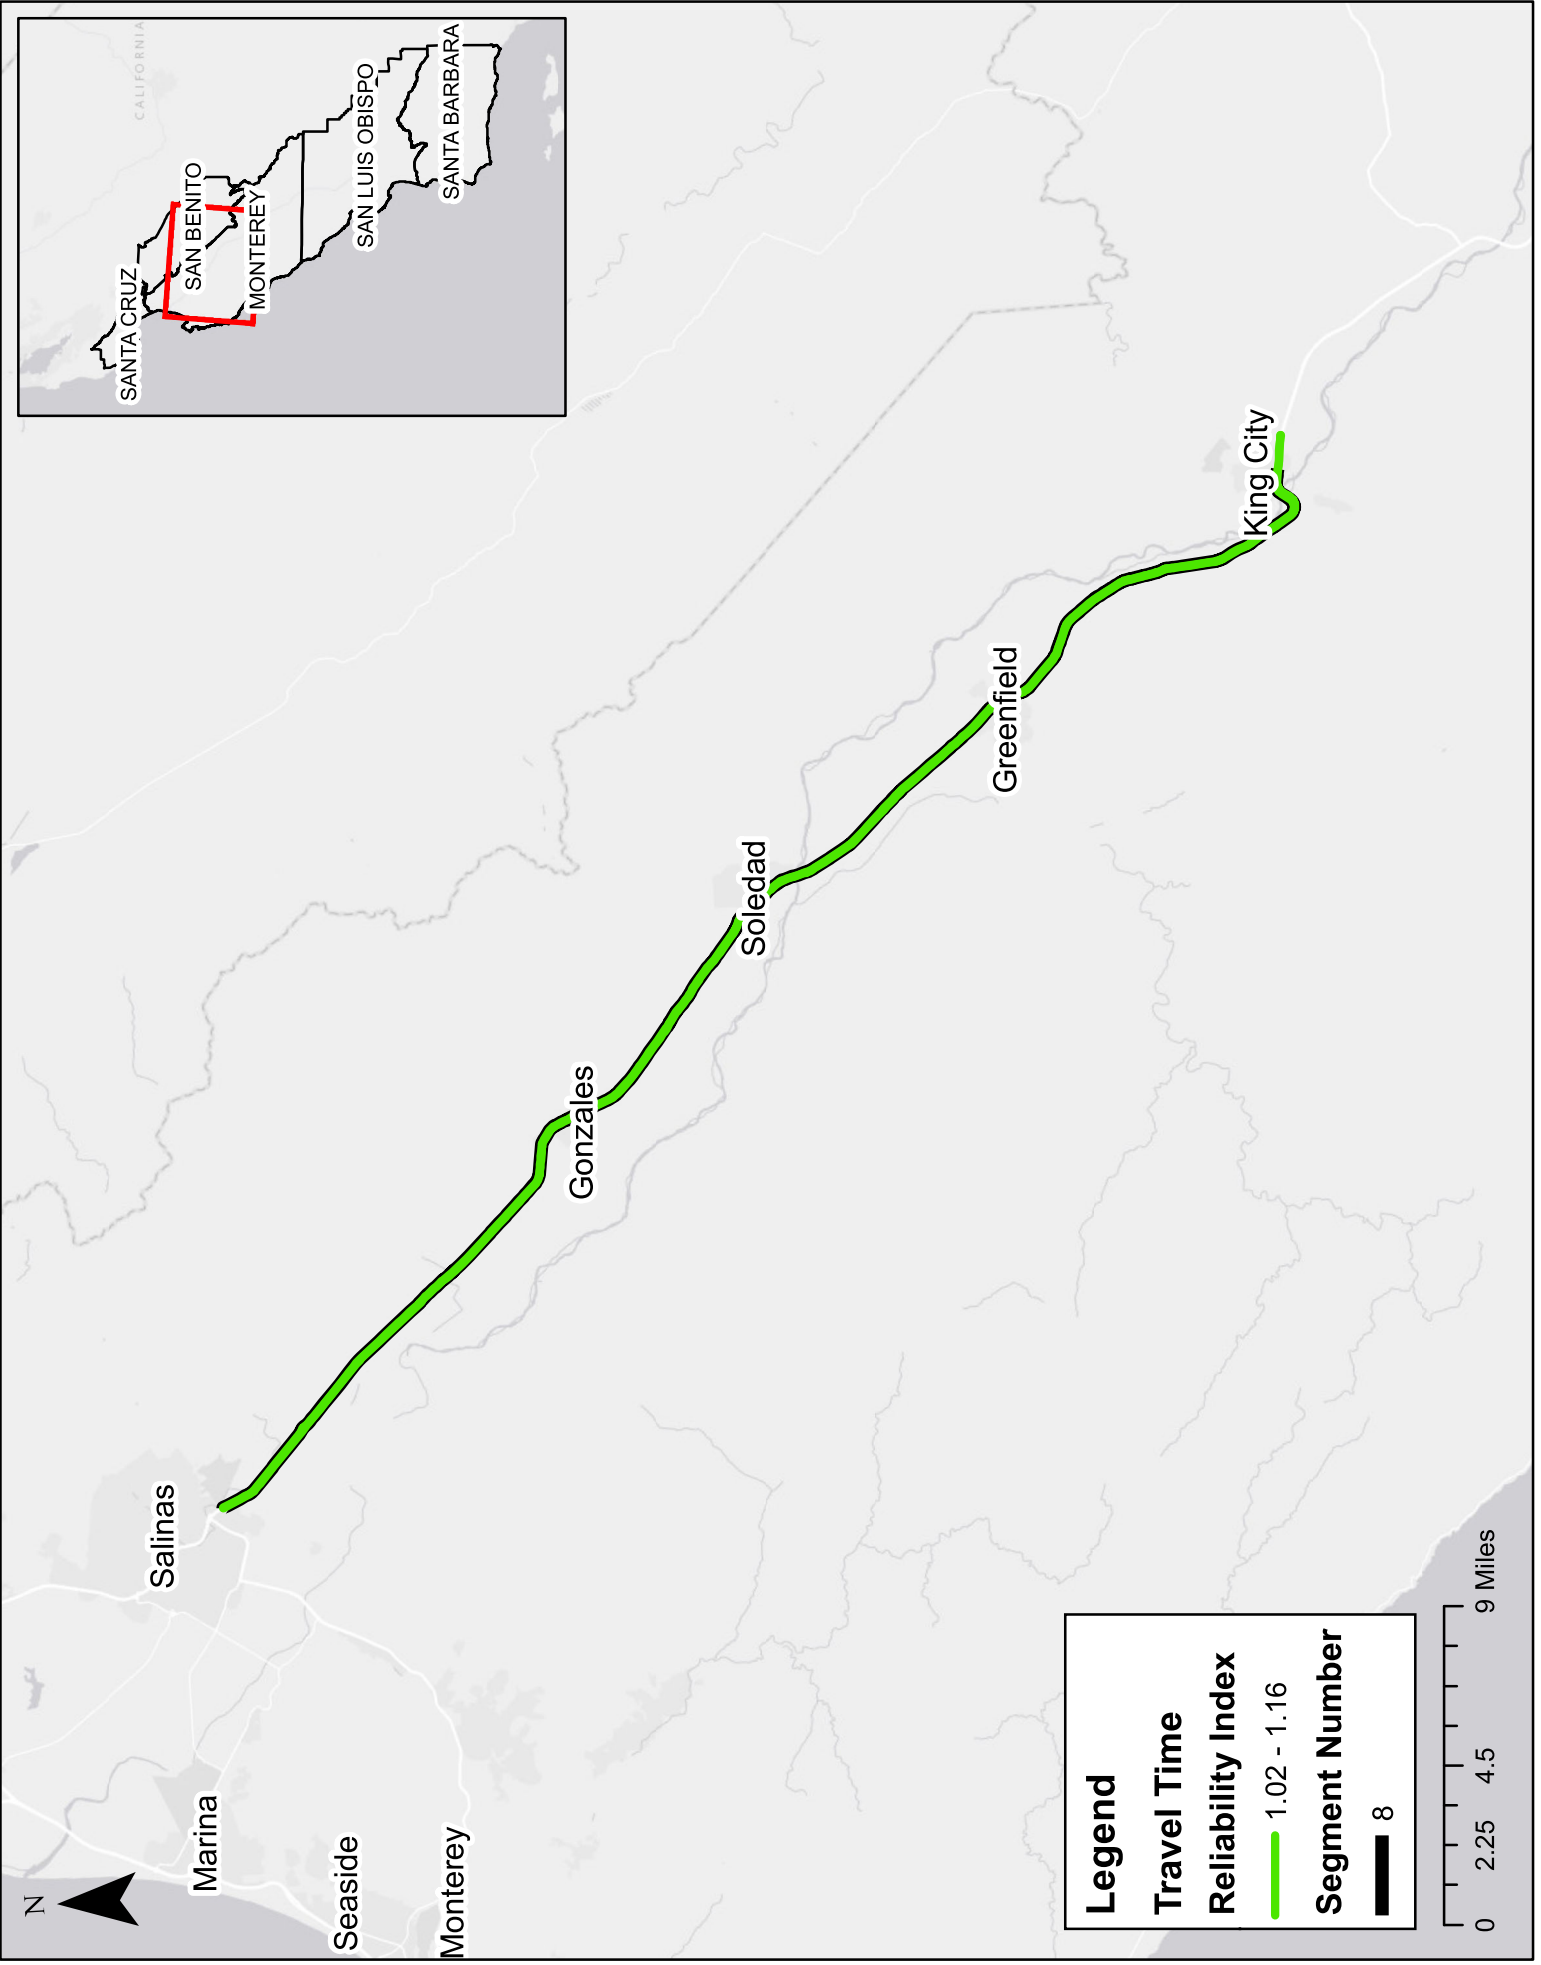 N
Marina
Seaside
Monterey
Salinas
Gonzales
Soledad
Greenfield
King City
CALIFORNIA
SANTA CRUZ
SAN BENITO
MONTEREY
SAN LUIS OBISPO
SANTA BARBARA
Legend
Travel Time
Reliability Index
1.02 - 1.16
Segment Number
8
0 2.25 4.5 9 Miles